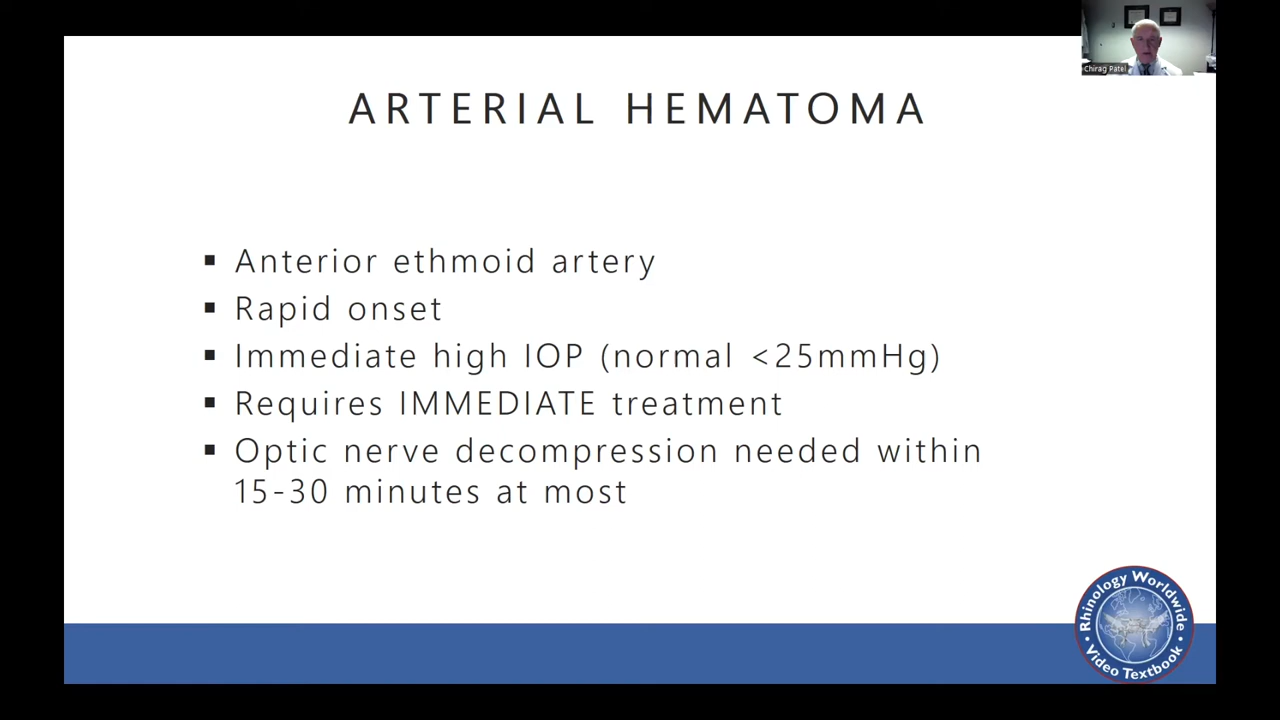 Chirag Patel
ARTERIAL HEMATOMA
▪ Anterior ethmoid artery
▪ Rapid onset
▪ Immediate high IOP (normal <25mmHg)
▪ Requires IMMEDIATE treatment
▪ Optic nerve decompression needed within
15-30 minutes at most
Rhinology Worldwide
• Video Textbook •